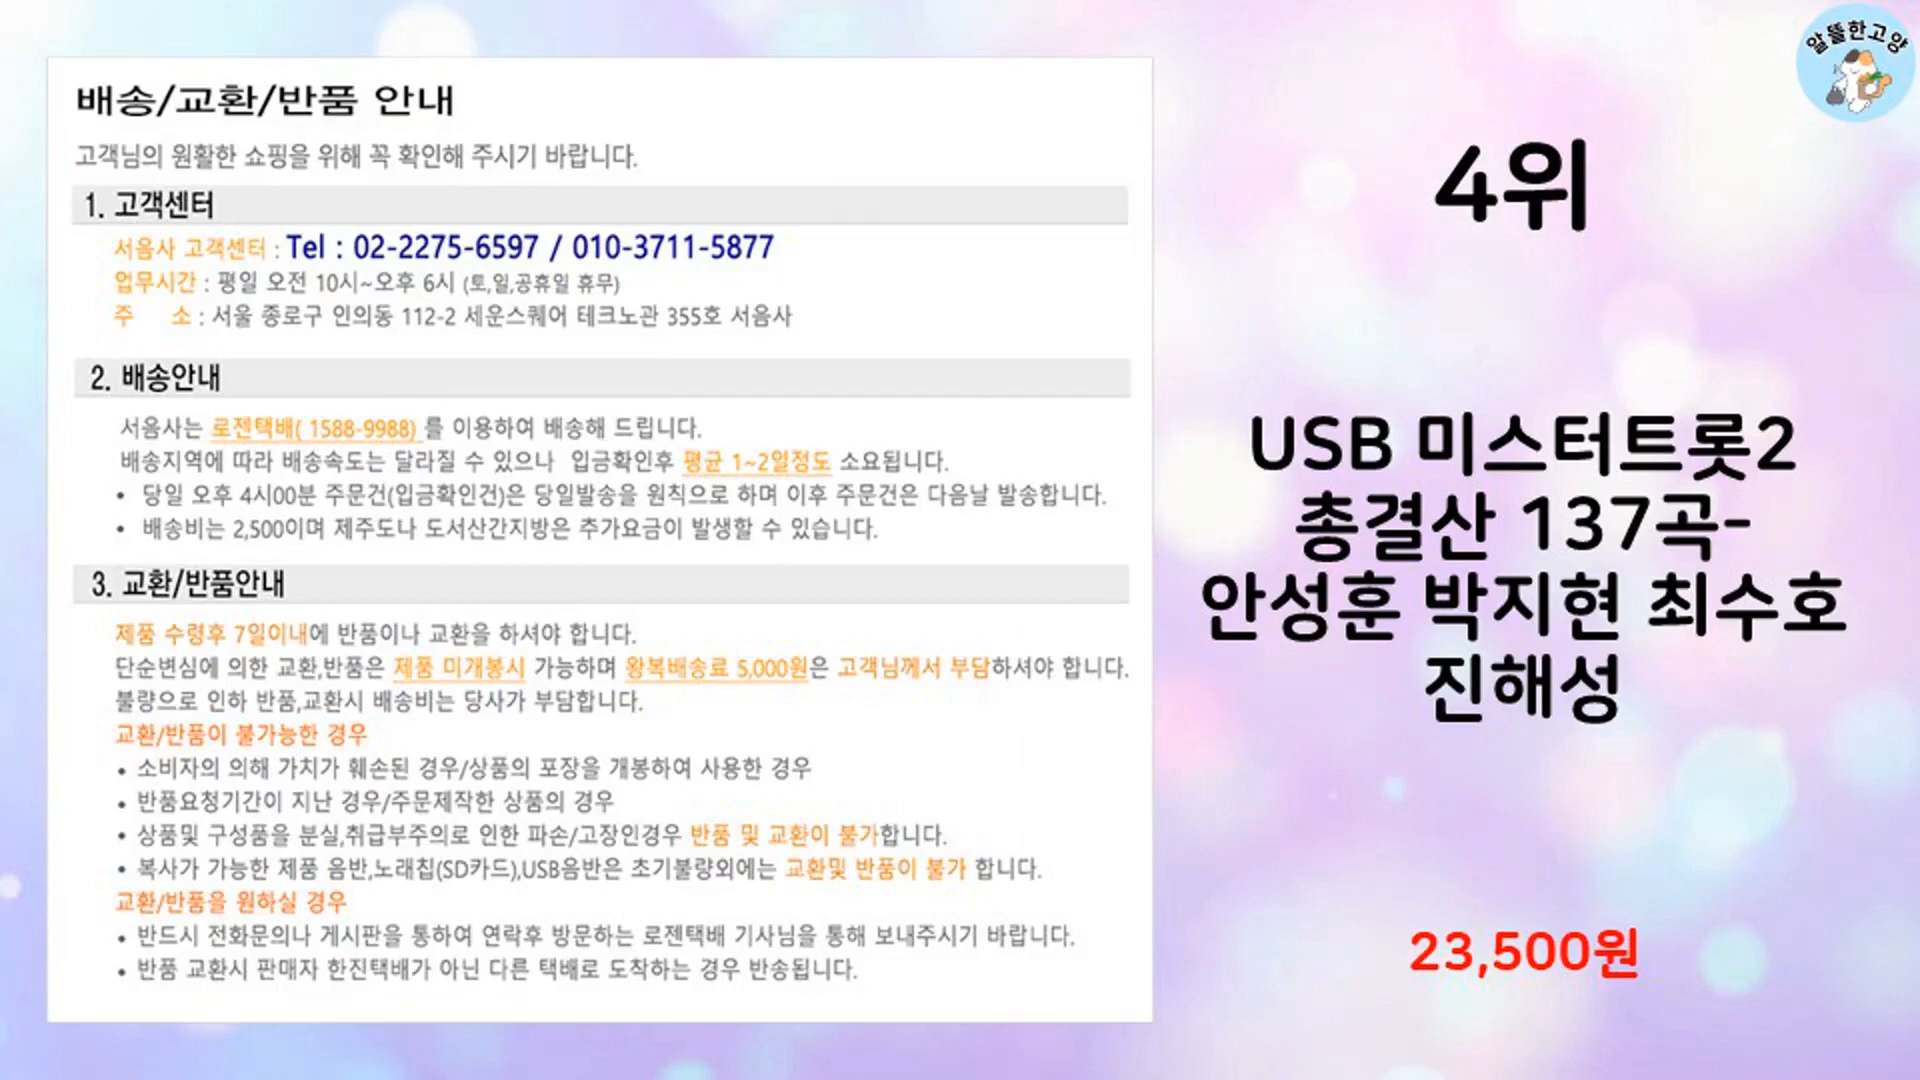 알뜰한고양
배송/교환/반품 안내
고객님의 원활한 쇼핑을 위해 꼭 확인해 주시기 바랍니다.
1. 고객센터
서음사 고객센터 : Tel : 02-2275-6597 / 010-3711-5877
업무시간 : 평일 오전 10시~오후 6시 (토,일,공휴일 휴무)
주 소 : 서울 종로구 인의동 112-2 세운스퀘어 테크노관 355호 서음사
2. 배송안내
서음사는 로젠택배( 1588-9988) 를 이용하여 배송해 드립니다.
배송지역에 따라 배송속도는 달라질 수 있으나 입금확인후 평균 1~2일정도 소요됩니다.
• 당일 오후 4시00분 주문건(입금확인건)은 당일발송을 원칙으로 하며 이후 주문건은 다음날 발송합니다.
• 배송비는 2,500이며 제주도나 도서산간지방은 추가요금이 발생할 수 있습니다.
3. 교환/반품안내
제품 수령후 7일이내에 반품이나 교환을 하셔야 합니다.
단순변심에 의한 교환,반품은 제품 미개봉시 가능하며 왕복배송료 5,000원은 고객님께서 부담하셔야 합니다.
불량으로 인하 반품,교환시 배송비는 당사가 부담합니다.
교환/반품이 불가능한 경우
• 소비자의 의해 가치가 훼손된 경우/상품의 포장을 개봉하여 사용한 경우
• 반품요청기간이 지난 경우/주문제작한 상품의 경우
• 상품및 구성품을 분실,취급부주의로 인한 파손/고장인경우 반품 및 교환이 불가합니다.
• 복사가 가능한 제품 음반,노래칩(SD카드),USB음반은 초기불량외에는 교환및 반품이 불가 합니다.
교환/반품을 원하실 경우
• 반드시 전화문의나 게시판을 통하여 연락후 방문하는 로젠택배 기사님을 통해 보내주시기 바랍니다.
• 반품 교환시 판매자 한진택배가 아닌 다른 택배로 도착하는 경우 반송됩니다.
4위
USB 미스터트롯2
총결산 137곡-
안성훈 박지현 최수호
진해성
23,500원